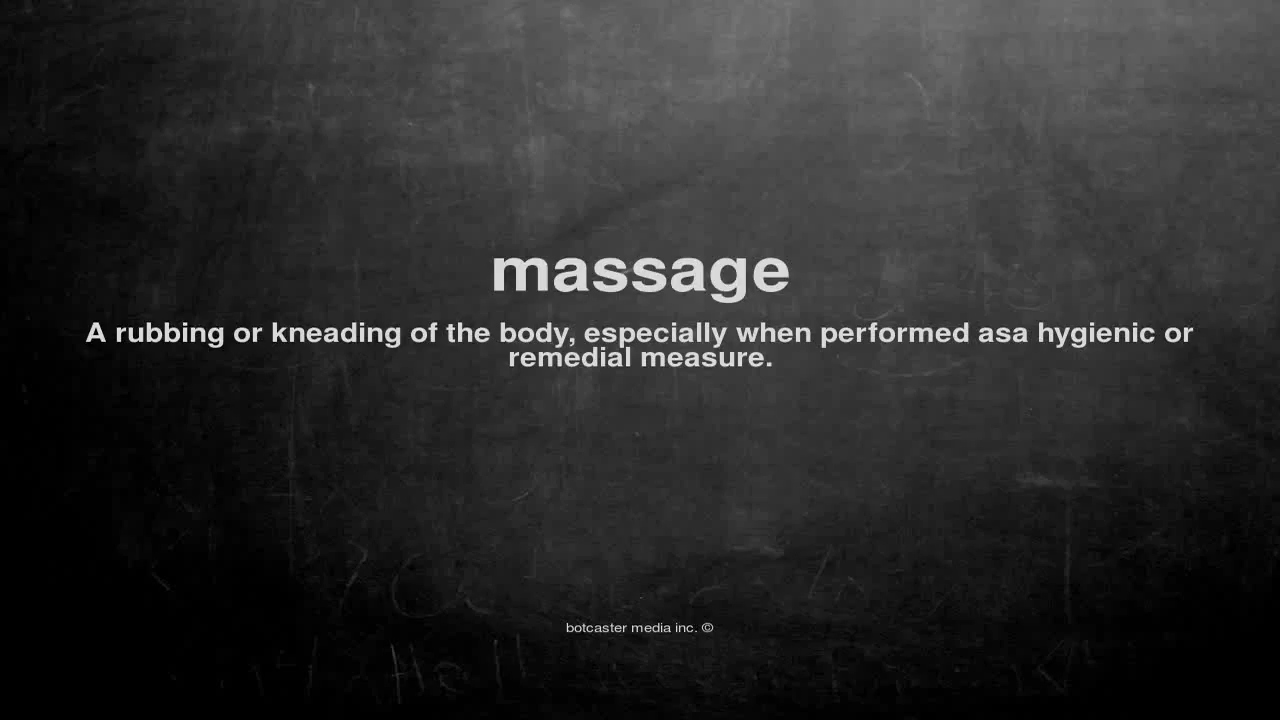 massage
A rubbing or kneading of the body, especially when performed asa hygienic or
remedial measure.
botcaster media inc. ©